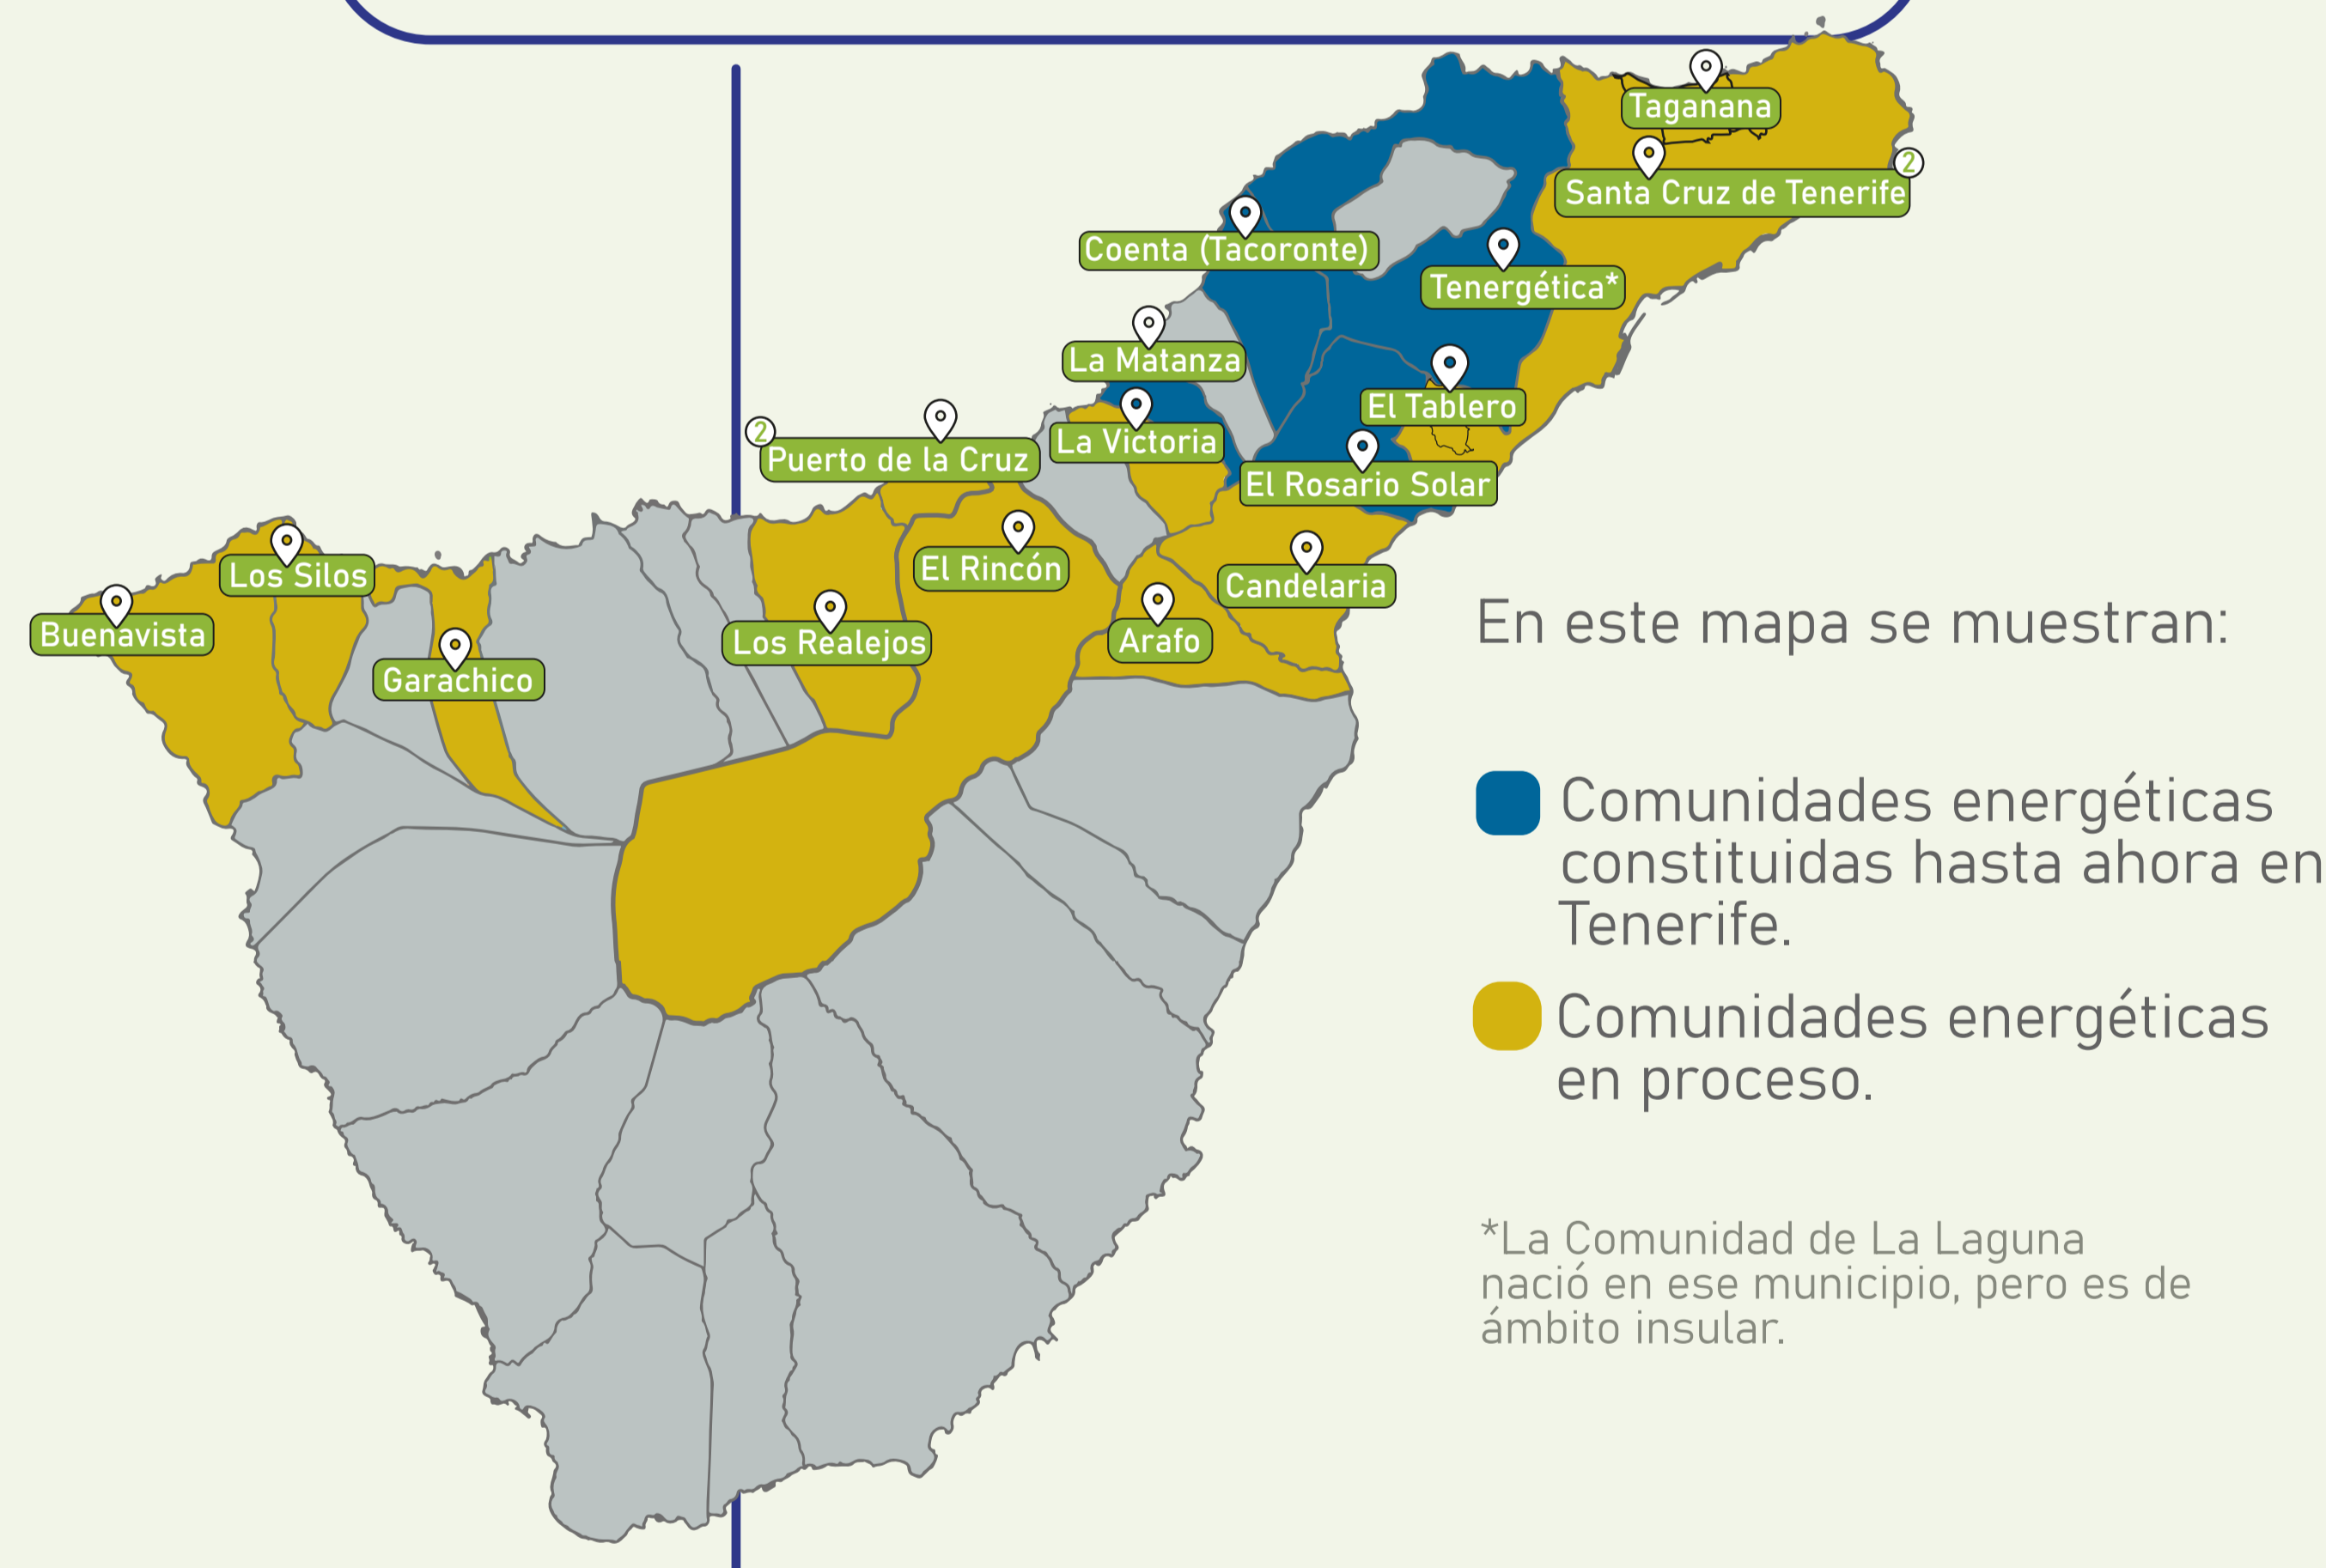 Taganana
2
Santa Cruz de Tenerife
Coenta (Tacoronte)
Tenergética*
La Matanza
El Tablero
2
Puerto de la Cruz
La Victoria
El Rosario Solar
El Rincón
Los Silos
Candelaria
Buenavista
Los Realejos
Arafo
Garachico
En este mapa se muestran:
Comunidades energéticas
constituidas hasta ahora en
Tenerife.
Comunidades energéticas
en proceso.
*La Comunidad de La Laguna
nació en ese municipio, pero es de
ámbito insular.